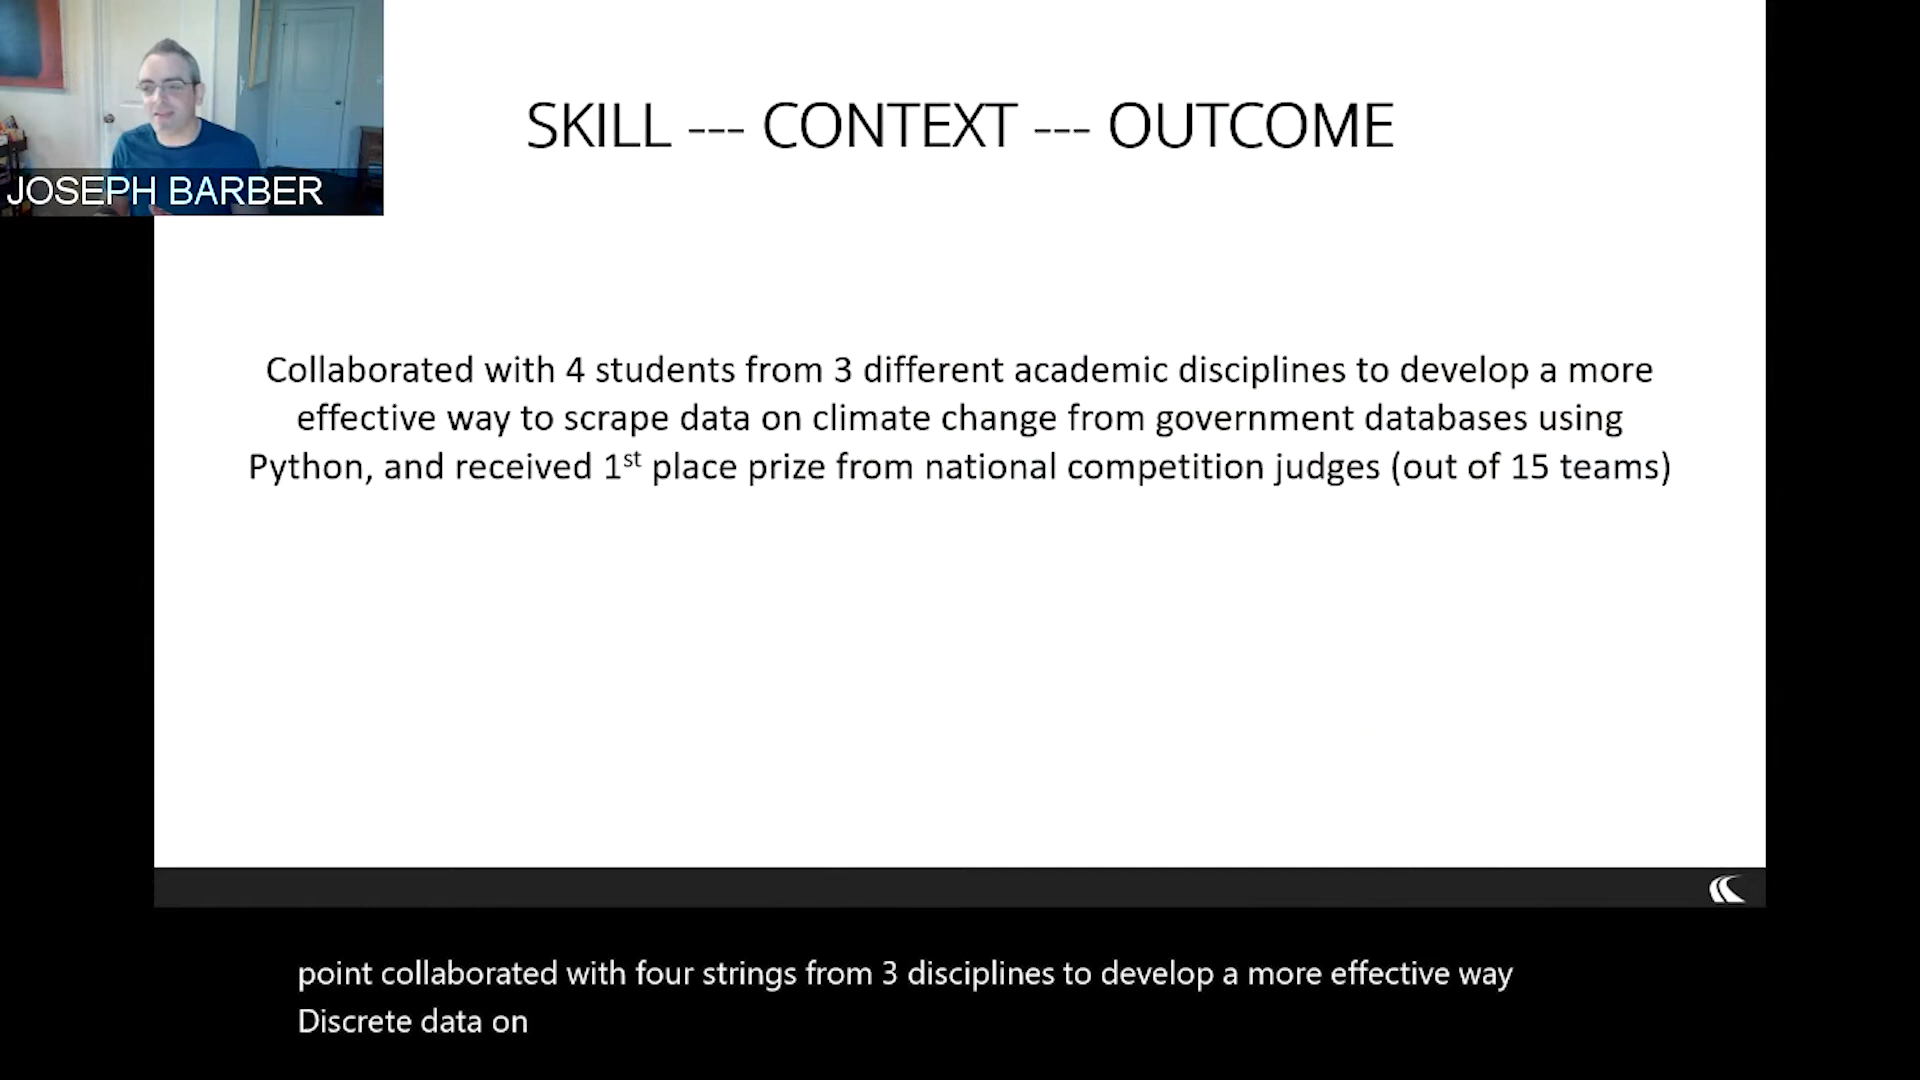 JOSEPH BARBER
SKILL --- CONTEXT --- OUTCOME
Collaborated with 4 students from 3 different academic disciplines to develop a more
effective way to scrape data on climate change from government databases using
Python, and received 1st place prize from national competition judges (out of 15 teams)
point collaborated with four strings from 3 disciplines to develop a more effective way
Discrete data on